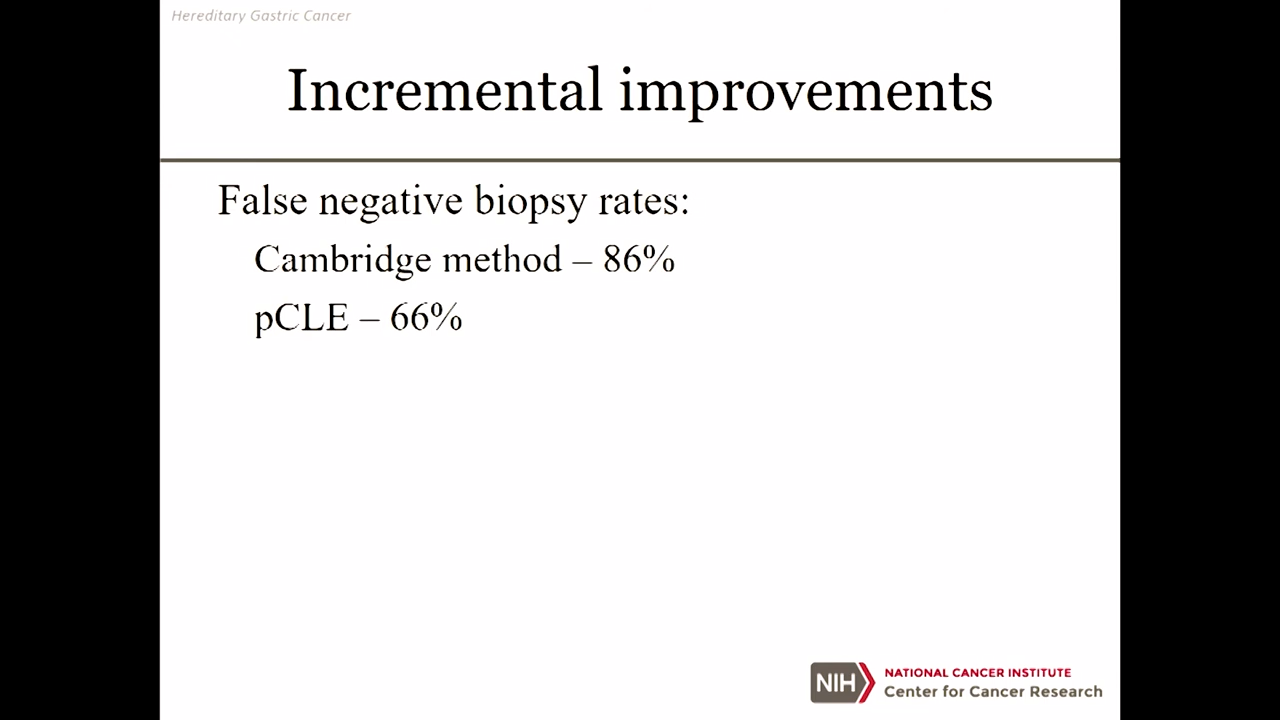 Hereditary Gastric Cancer
Incremental improvements
False negative biopsy rates:
Cambridge method – 86%
pCLE – 66%
NIH
NATIONAL CANCER INSTITUTE
Center for Cancer Research